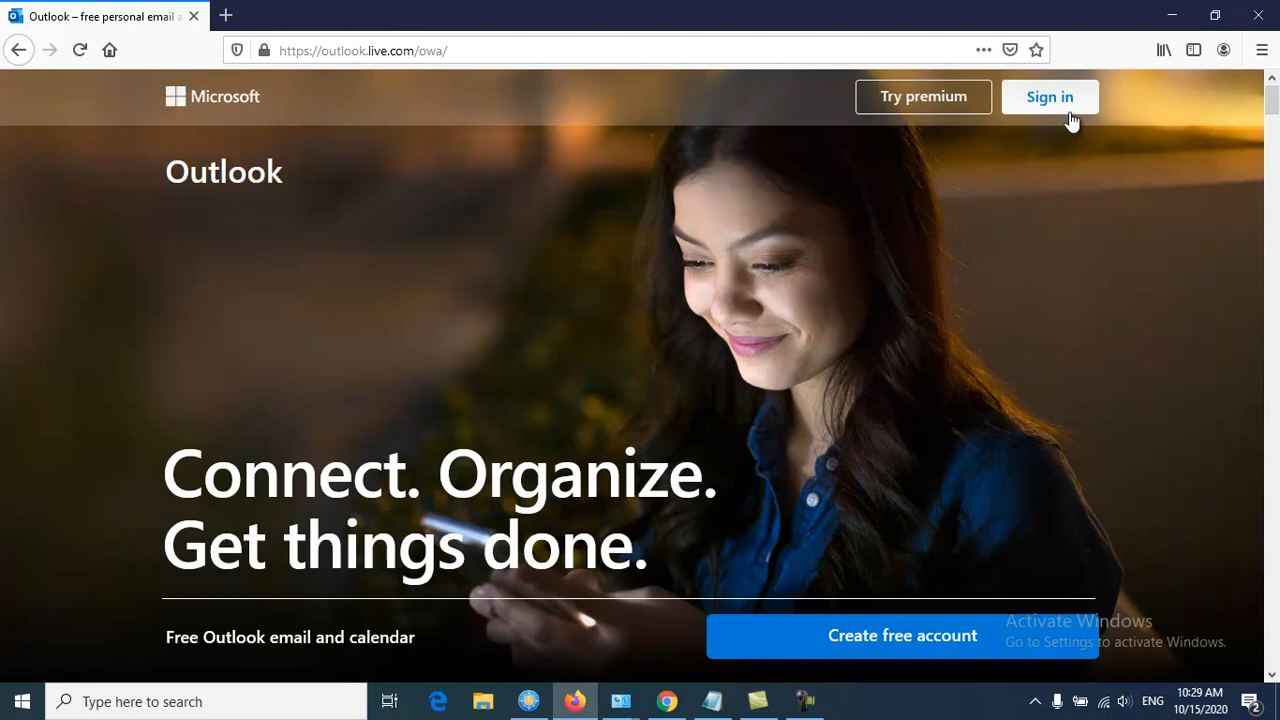 Outlook – free personal email a
https://outlook.live.com/owa/
Microsoft
Try premium
Sign in
Outlook
Connect. Organize.
Get things done.
Free Outlook email and calendar
Create free account
Activate Windows
Go to Settings to activate Windows.
Type here to search
ENG
10:29 AM
10/15/2020
2